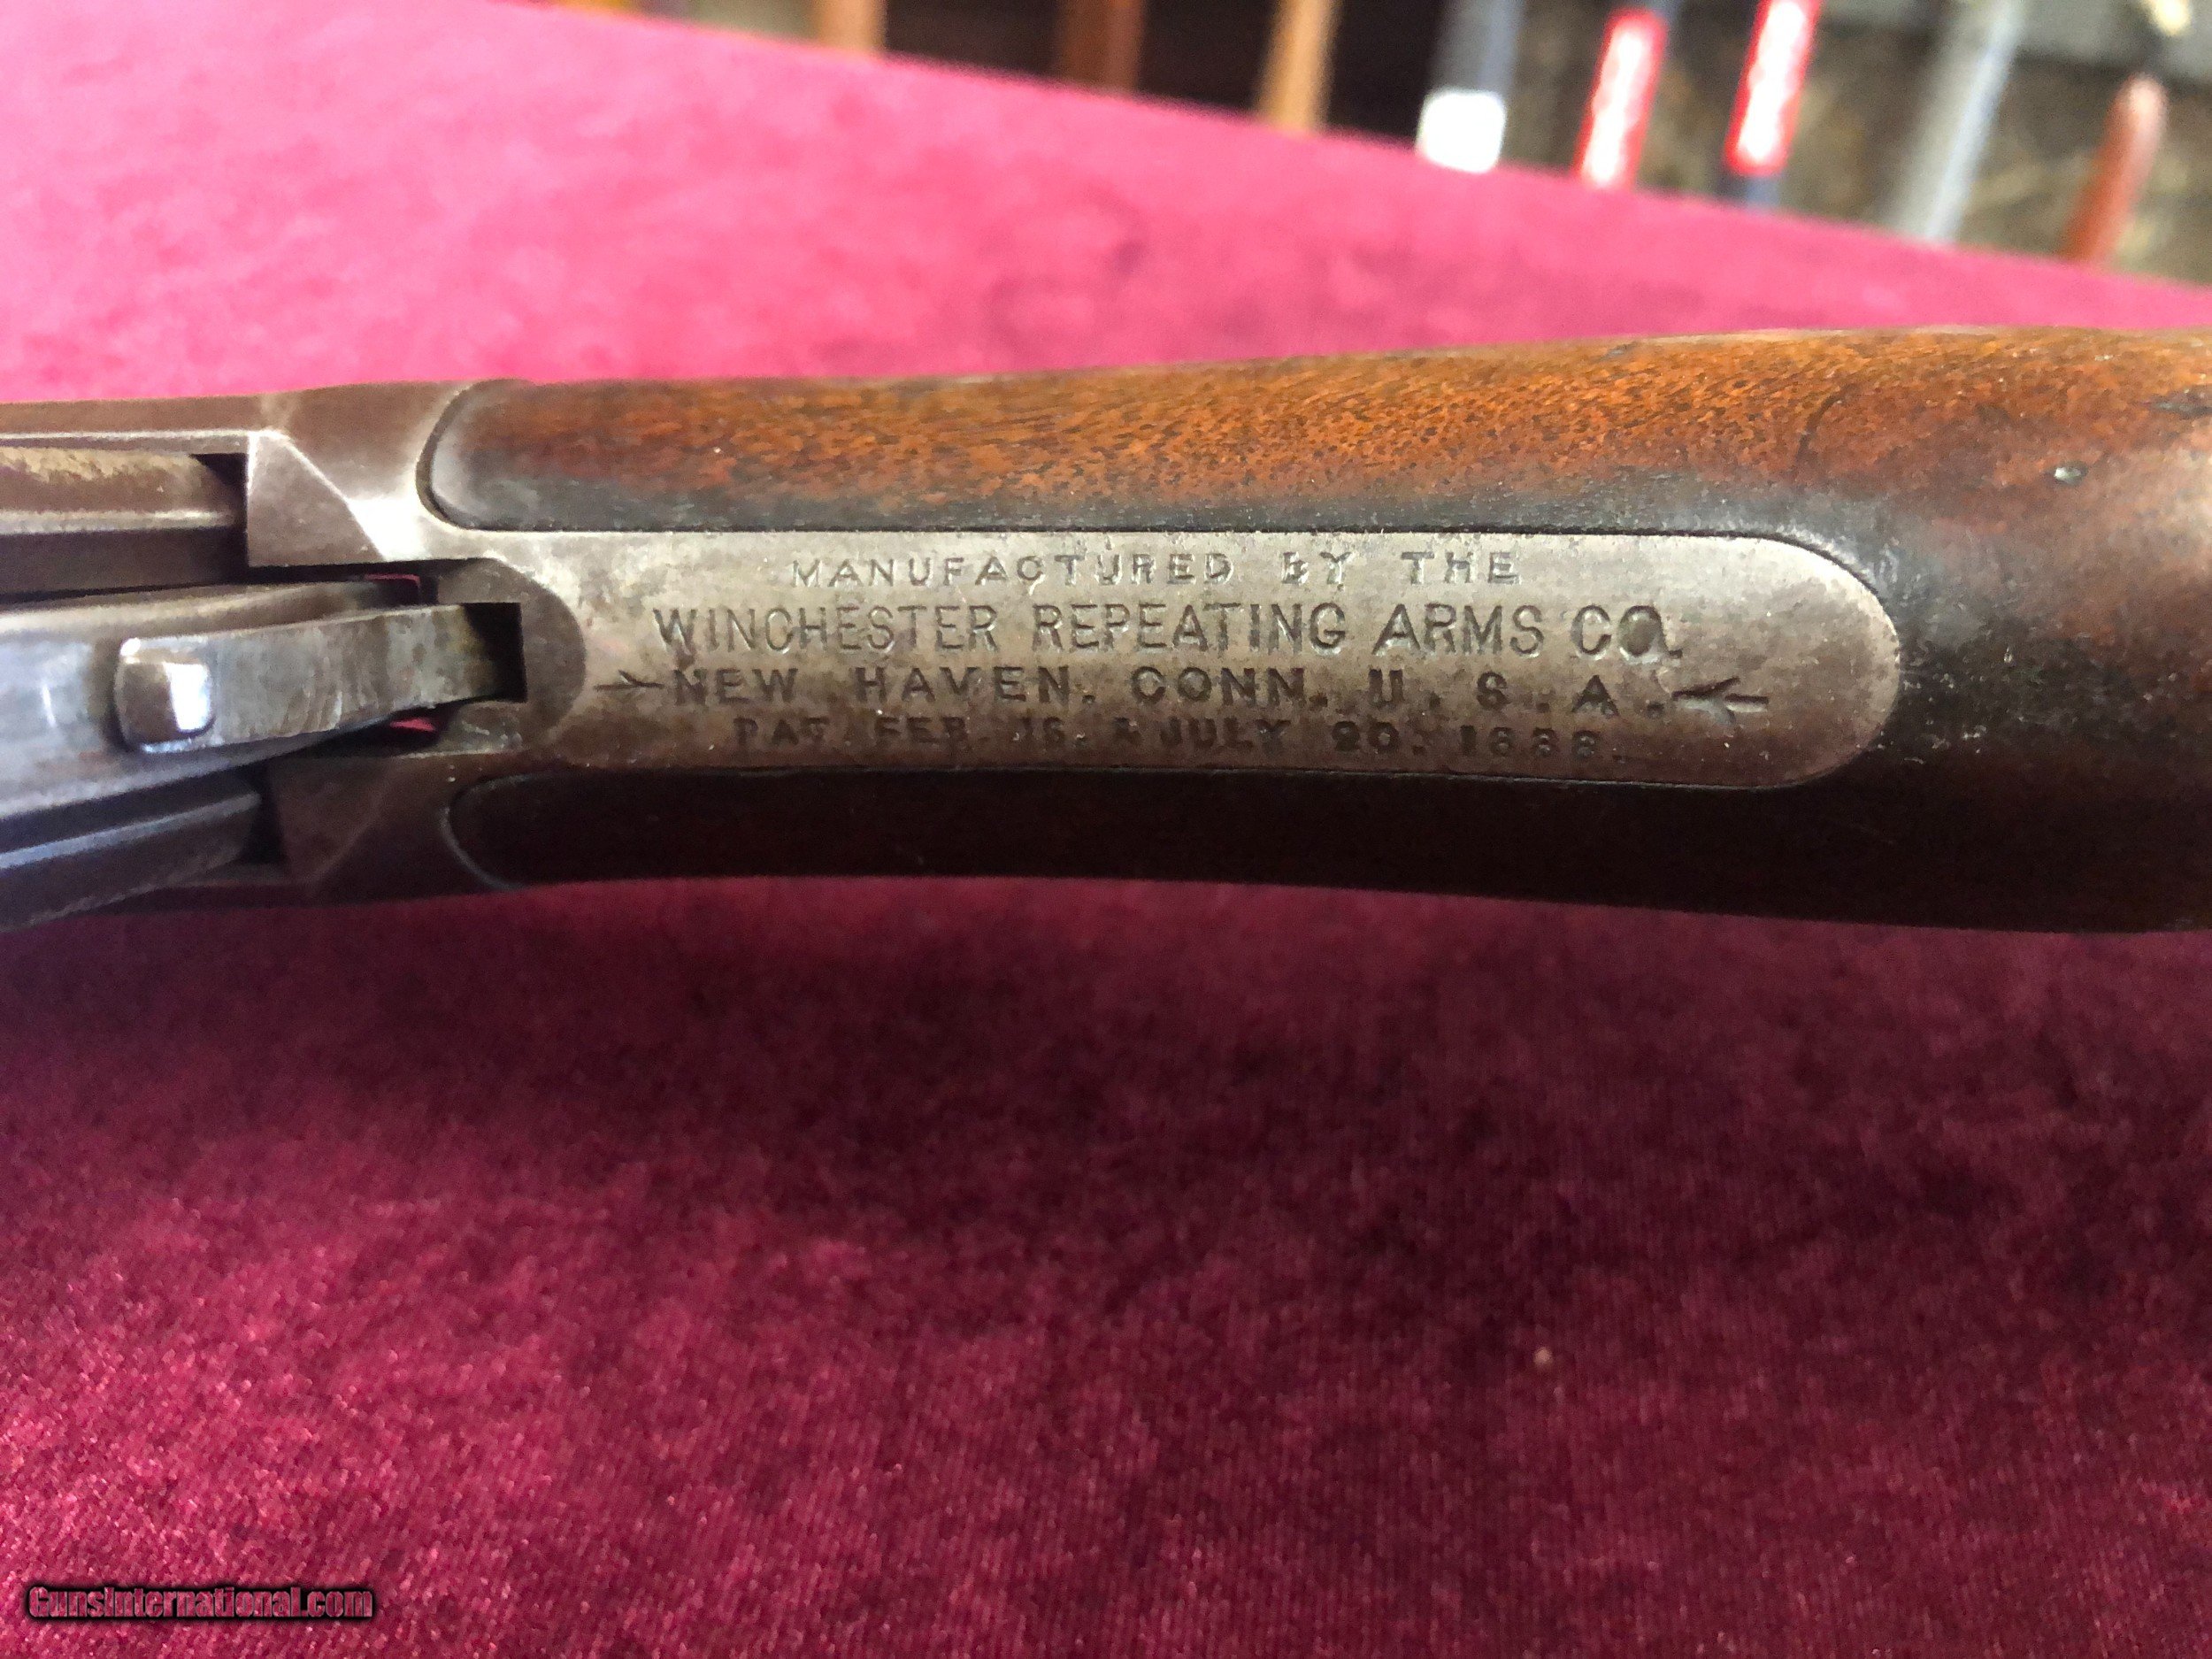 MANUFACTURED BY THE
WINCHESTER REPEATING ARMS CO.
NEW HAVEN. CONN. U. S. A.
PAT. FEB. 16. & JULY 20. 1886.
GunsInternational.com